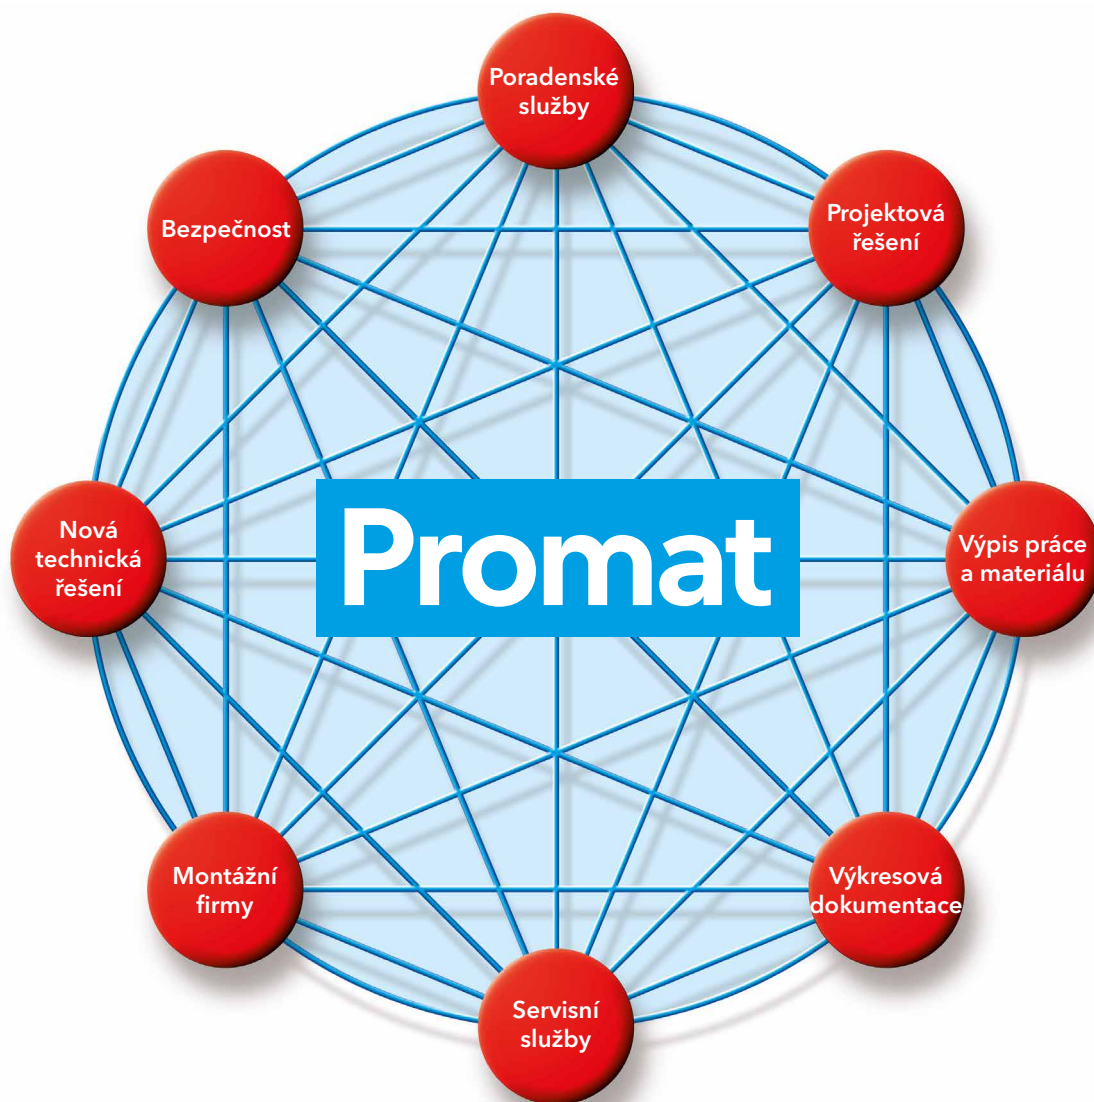 Poradenské
služby
Bezpečnost
Projektová
řešení
Promat
Nová
technická
řešení
Výpis práce
a materiálu
Montážní
firmy
Výkresová
dokumentace
Servisní
služby